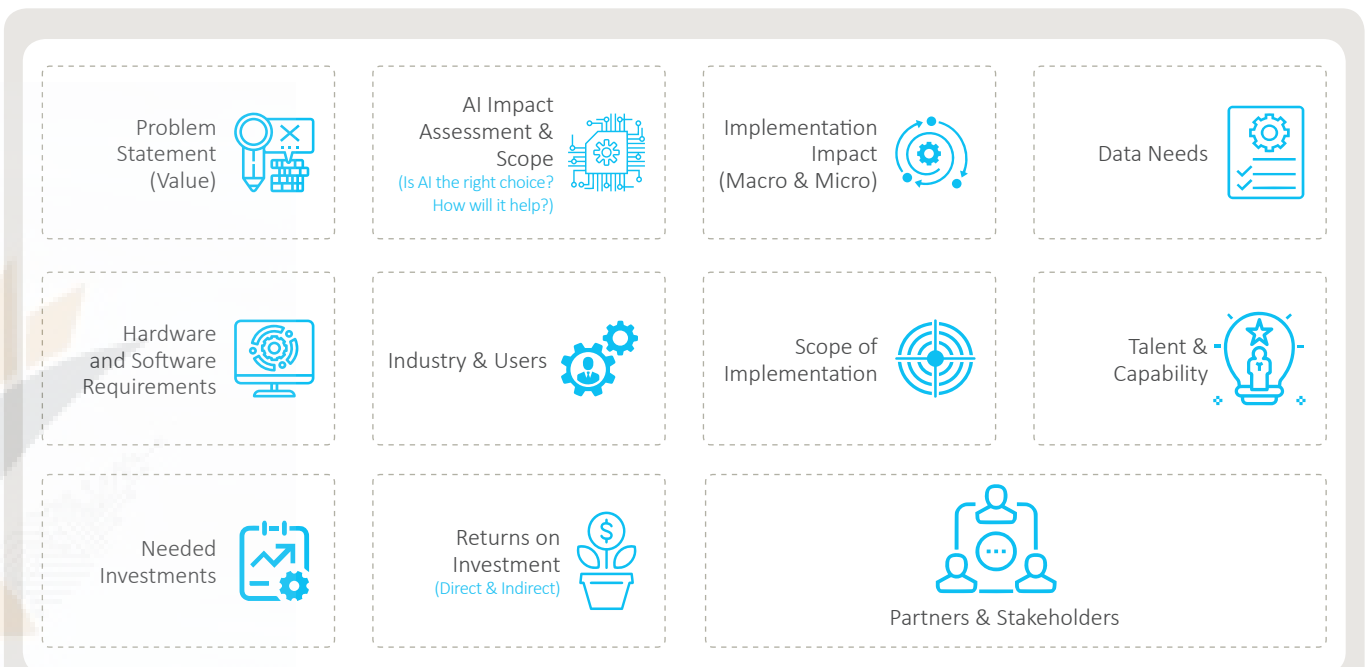 Problem
Statement
(Value)
AI Impact
Assessment &
Scope
(Is AI the right choice?
How will it help?)
Implementation
Impact
(Macro & Micro)
Data Needs
Hardware
and Software
Requirements
Industry & Users
Scope of
Implementation
Talent &
Capability
Needed
Investments
Returns on
Investment
(Direct & Indirect)
$
Partners & Stakeholders